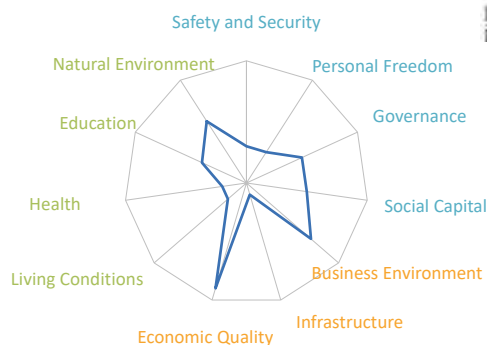 Safety and Security
Natural Environment
Personal Freedom
Education
Governance
Health
Social Capital
Living Conditions
Business Environment
Economic Quality
Infrastructure